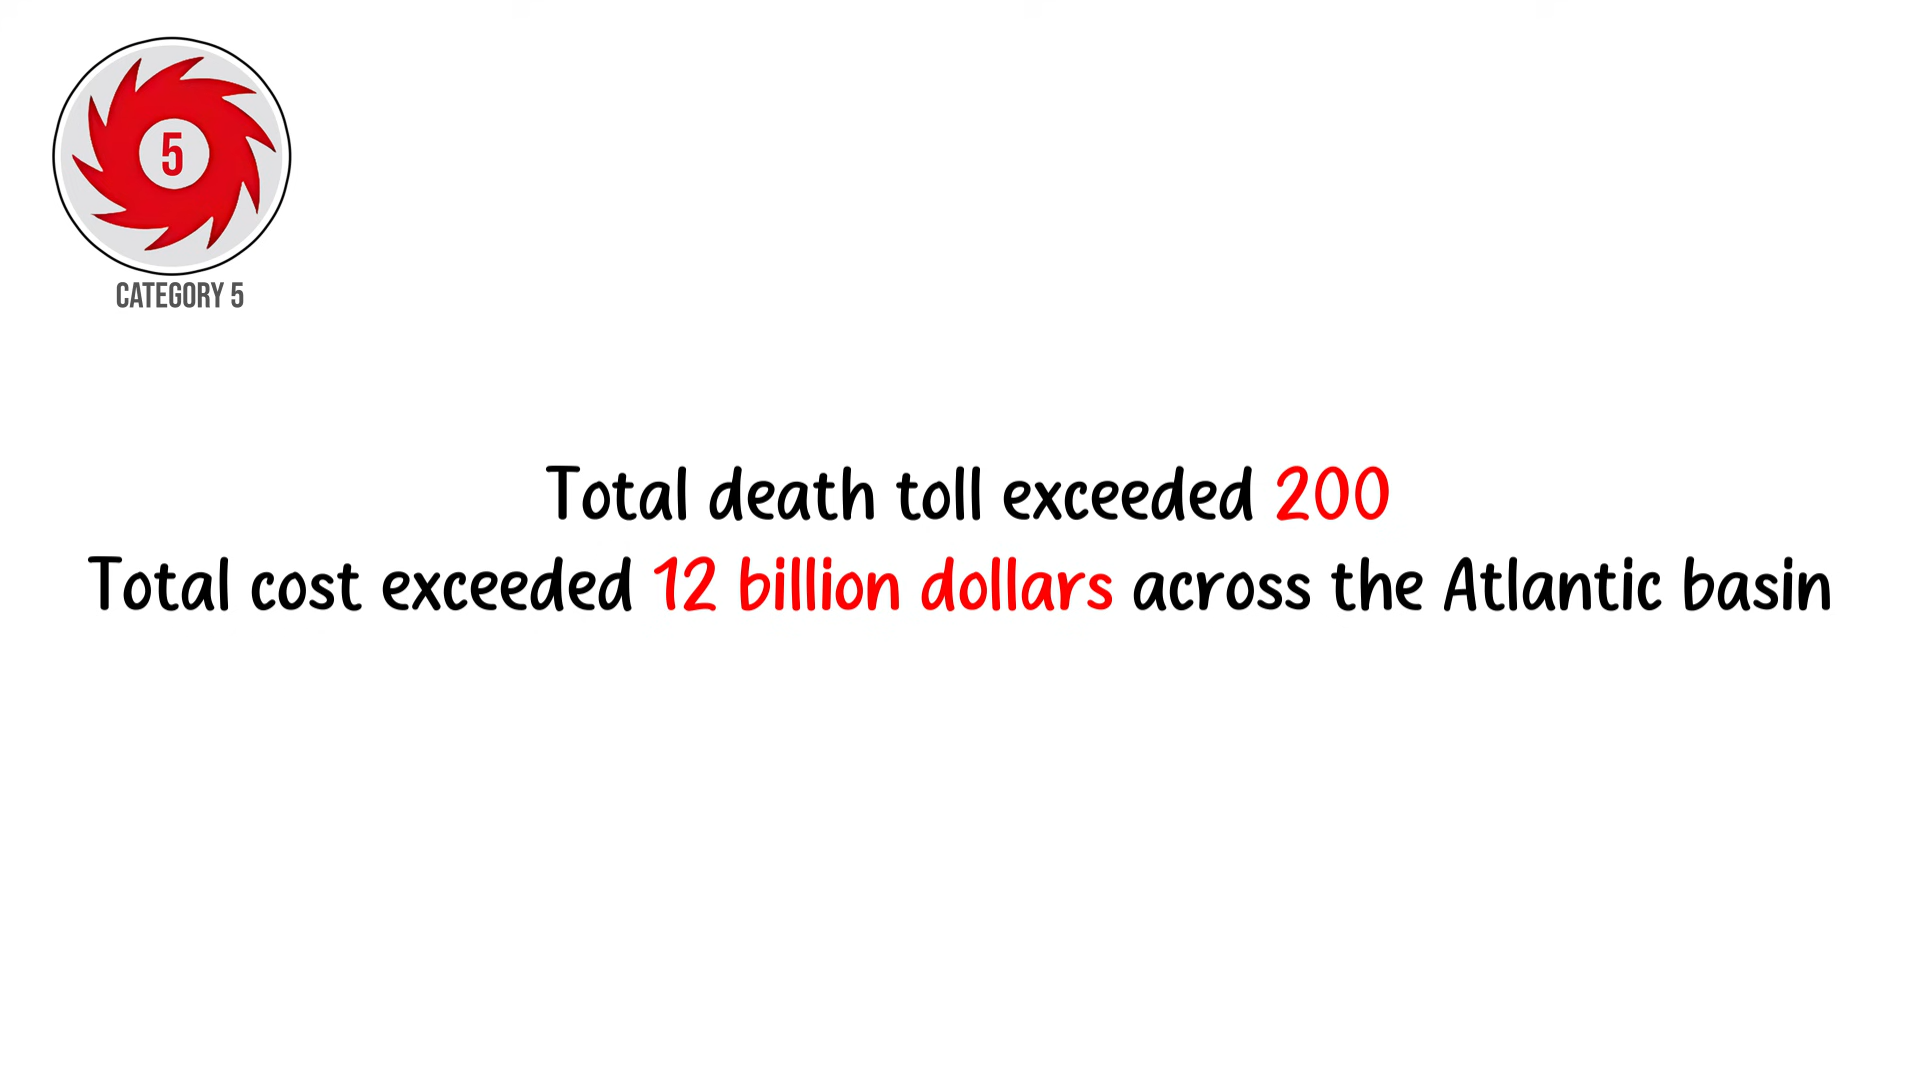 5
CATEGORY 5
Total death toll exceeded 200
Total cost exceeded 12 billion dollars across the Atlantic basin